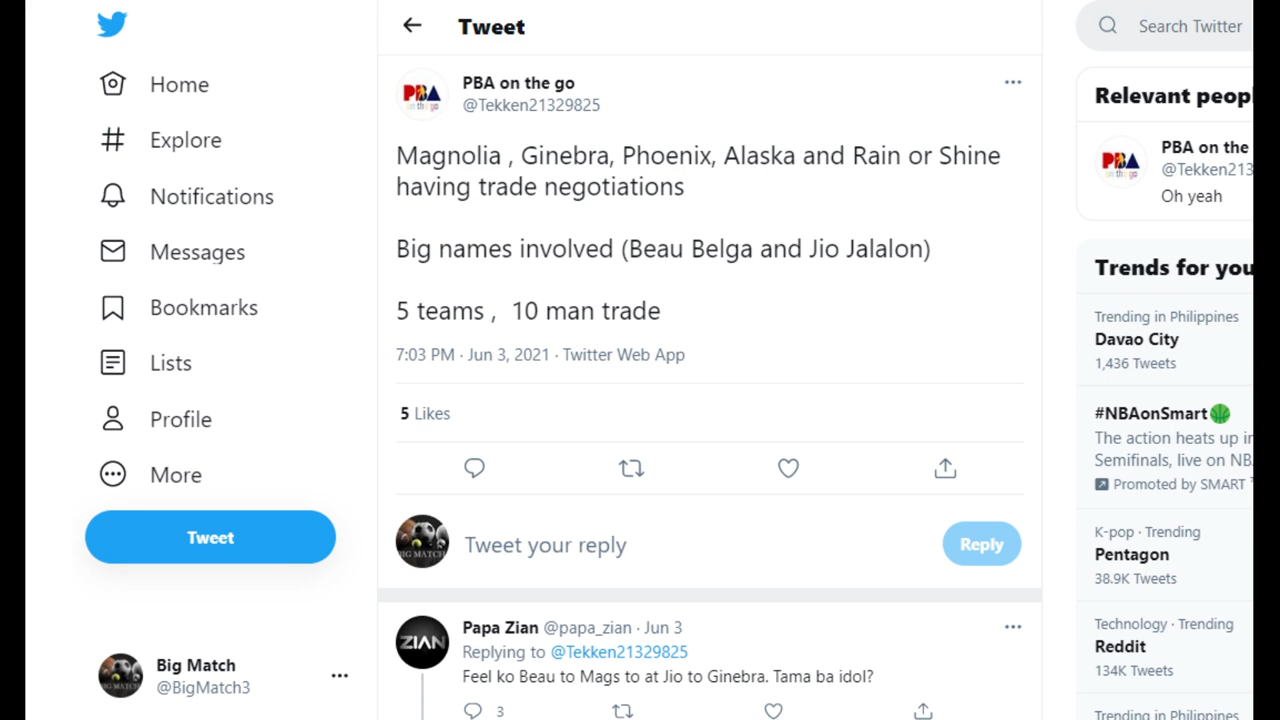 Home
Explore
Notifications
Messages
Bookmarks
Lists
Profile
More
Tweet
Big Match
@BigMatch3
Tweet
PBA on the go
@Tekken21329825
Magnolia , Ginebra, Phoenix, Alaska and Rain or Shine
having trade negotiations
Big names involved (Beau Belga and Jio Jalalon)
5 teams , 10 man trade
7:03 PM · Jun 3, 2021 · Twitter Web App
5 Likes
Tweet your reply
Reply
ZIAN
Papa Zian @papa_zian · Jun 3
Replying to @Tekken21329825
Feel ko Beau to Mags to at Jio to Ginebra. Tama ba idol?
3
Search Twitter
Relevant peop
PBA on the
@Tekken213
Oh yeah
Trends for you
Trending in Philippines
Davao City
1,436 Tweets
#NBAonSmart
The action heats up in
Semifinals, live on NB
Promoted by SMART
K-pop · Trending
Pentagon
38.9K Tweets
Technology · Trending
Reddit
134K Tweets
Trending in Philippines